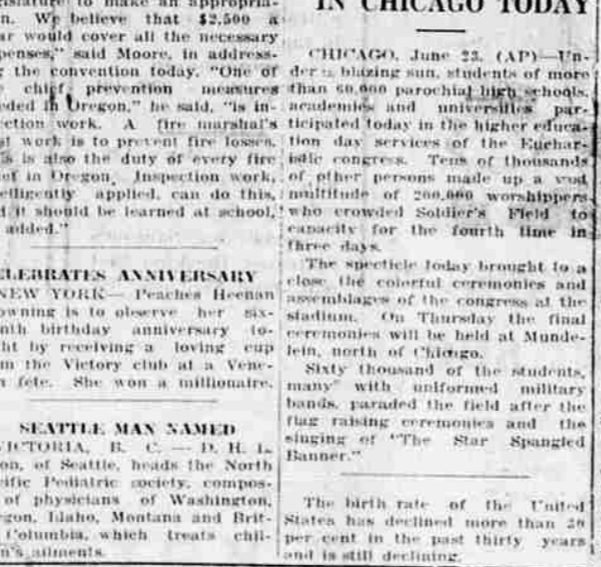 islature to make an appropria-
n. We believe that $2,500 a
ar would cover all the necessary
penses," said Moore, in address-
g the convention today. "One of
chief prevention measures
eded in Oregon," he said, "is in-
ection work. A fire marshal's
st work is to prevent fire losses.
is is also the duty of every fire
ef in Oregon. Inspection work,
elligently applied, can do this,
d it should be learned at school,
added."
ELEBRATES ANNIVERSARY
NEW YORK— Peaches Heenan
owning is to observe her six-
nth birthday anniversary to-
ht by receiving a loving cup
m the Victory club at a Vene-
n fete. She won a millionaire.
SEATTLE MAN NAMED
VICTORIA, B. C. — D. H. L.
on, of Seattle, heads the North
ific Pediatric society, compos-
of physicians of Washington,
gon, Idaho, Montana and Brit-
Columbia, which treats chil-
n's ailments.
IN CHICAGO TODAY
CHICAGO, June 23. (AP)—Un-
der a blazing sun, students of more
than 60,000 parochial high schools,
academies and universities par-
ticipated today in the higher educa-
tion day services of the Euchar-
istic congress. Tens of thousands
of other persons made up a vast
multitude of 200,000 worshippers
who crowded Soldier's Field to
capacity for the fourth time in
three days.
The specticle today brought to a
close the colorful ceremonies and
assemblages of the congress at the
stadium. On Thursday the final
ceremonies will be held at Munde-
lein, north of Chicago.
Sixty thousand of the students,
many with uniformed military
bands, paraded the field after the
flag raising ceremonies and the
singing of "The Star Spangled
Banner."
The birth rate of the United
States has declined more than 20
per cent in the past thirty years
and is still declining.